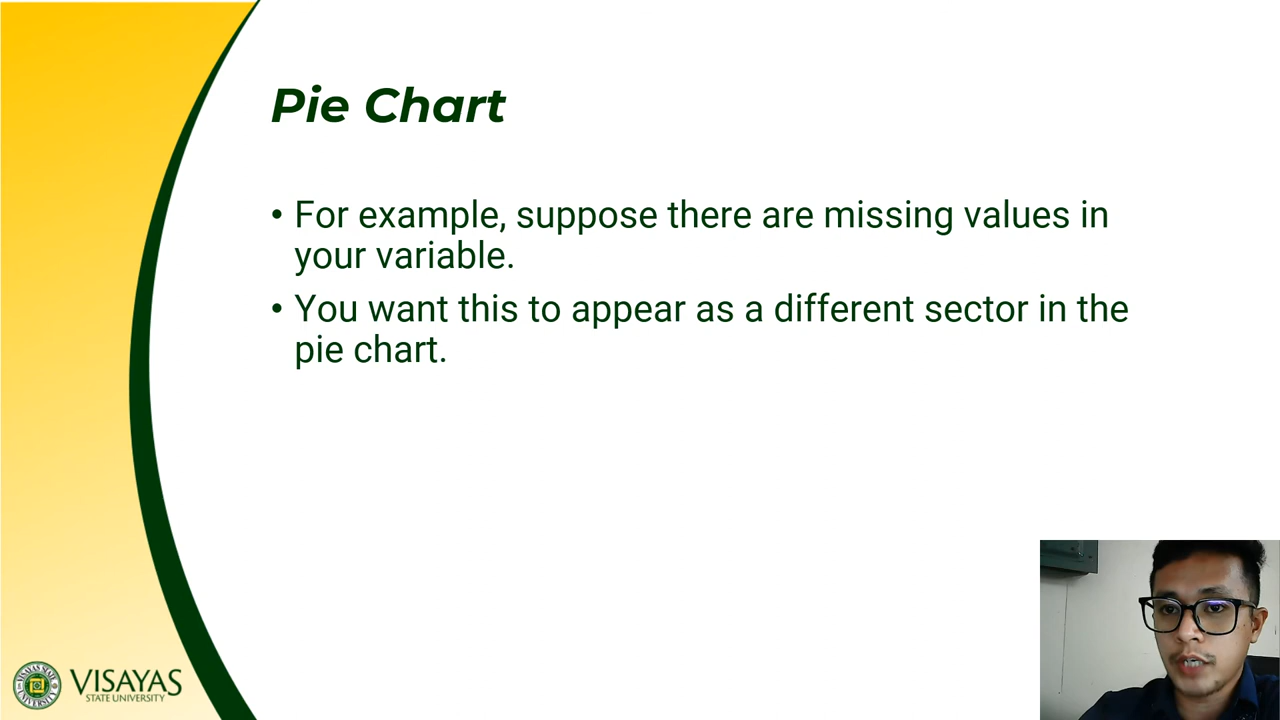 Pie Chart
• For example, suppose there are missing values in
your variable.
• You want this to appear as a different sector in the
pie chart.
VISAYAS
STATE UNIVERSITY